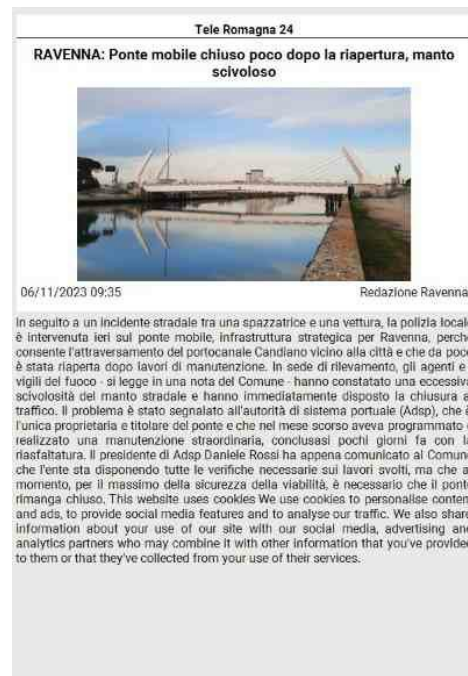 Tele Romagna 24
RAVENNA: Ponte mobile chiuso poco dopo la riapertura, manto
scivoloso
06/11/2023 09:35
Redazione Ravenna
In seguito a un incidente stradale tra una spazzatrice e una vettura, la polizia locale
è intervenuta ieri sul ponte mobile, infrastruttura strategica per Ravenna, perch
consente l'attraversamento del portocanale Candiano vicino alla città e che da poco
è stata riaperta dopo lavori di manutenzione. In sede di rilevamento, gli agenti e
vigili del fuoco - si legge in una nota del Comune - hanno constatato una eccessiva
scivolosità del manto stradale e hanno immediatamente disposto la chiusura a
traffico. Il problema è stato segnalato all'autorità di sistema portuale (Adsp), che è
l'unica proprietaria e titolare del ponte e che nel mese scorso aveva programmato e
realizzato una manutenzione straordinaria, conclusasi pochi giorni fa con la
riasfaltatura. Il presidente di Adsp Daniele Rossi ha appena comunicato al Comune
che l'ente sta disponendo tutte le verifiche necessarie sui lavori svolti, ma che a
momento, per il massimo della sicurezza della viabilità, è necessario che il ponte
rimanga chiuso. This website uses cookies We use cookies to personalise conten
and ads, to provide social media features and to analyse our traffic. We also share
information about your use of our site with our social media, advertising and
analytics partners who may combine it with other information that you've provided
to them or that they've collected from your use of their services.